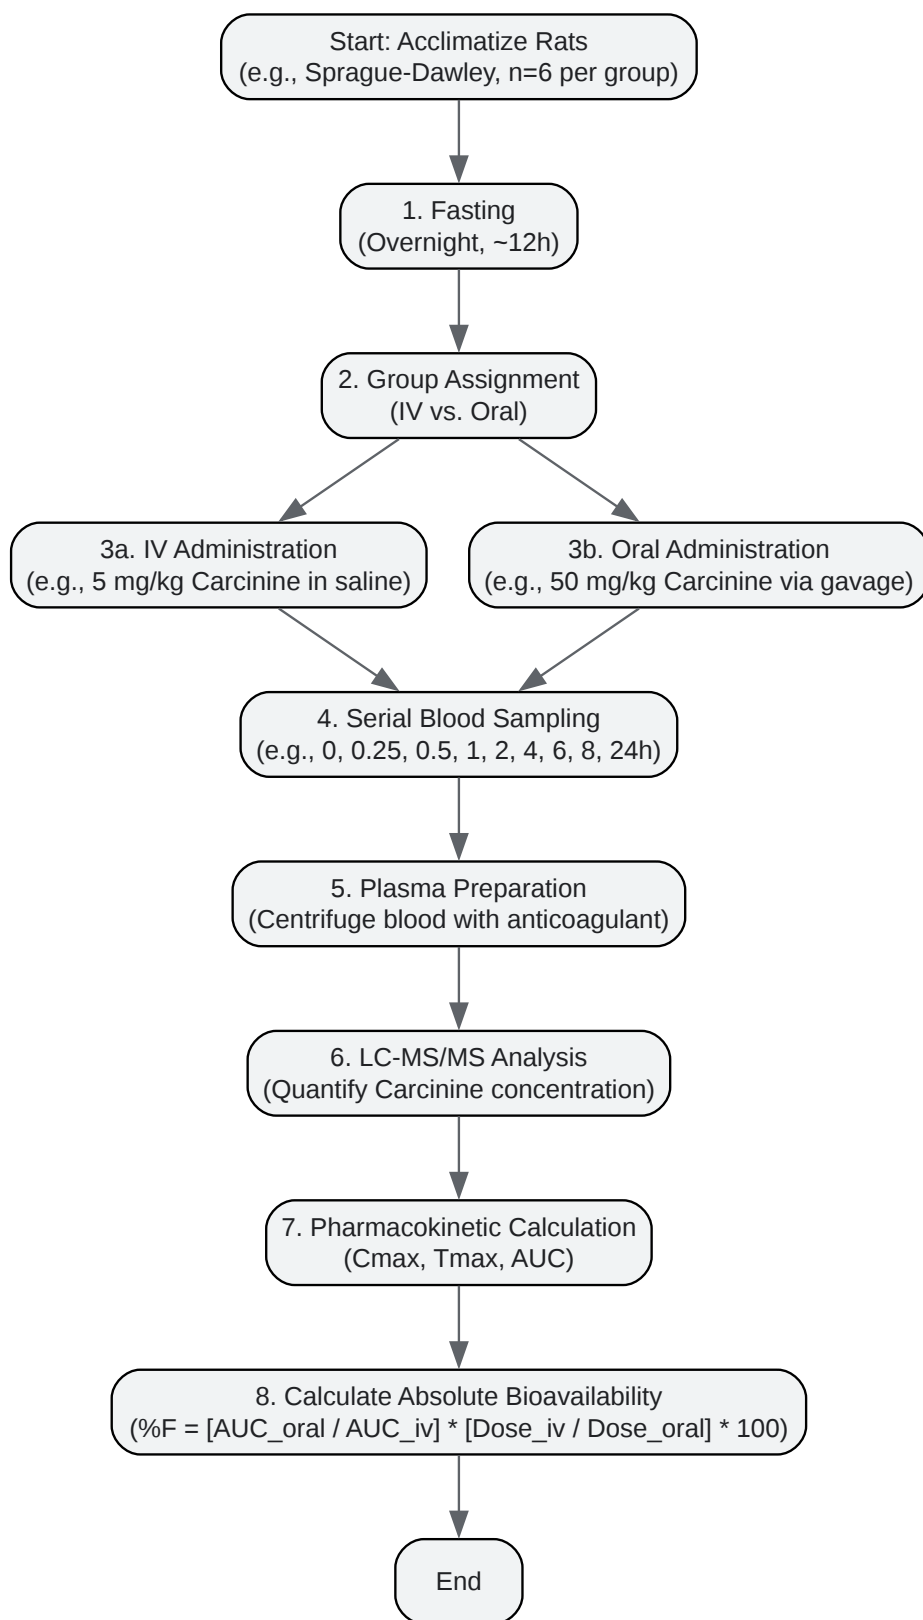 Start: Acclimatize Rats
(e.g., Sprague-Dawley, n=6 per group)
1. Fasting
(Overnight, ~12h)
2. Group Assignment
(IV vs. Oral)
3a. IV Administration
(e.g., 5 mg/kg Carcinine in saline)
3b. Oral Administration
(e.g., 50 mg/kg Carcinine via gavage)
4. Serial Blood Sampling
(e.g., 0, 0.25, 0.5, 1, 2, 4, 6, 8, 24h)
5. Plasma Preparation
(Centrifuge blood with anticoagulant)
6. LC-MS/MS Analysis
(Quantify Carcinine concentration)
7. Pharmacokinetic Calculation
(Cmax, Tmax, AUC)
8. Calculate Absolute Bioavailability
(%F = [AUC_oral / AUC_iv] * [Dose_iv / Dose_oral] * 100)
End